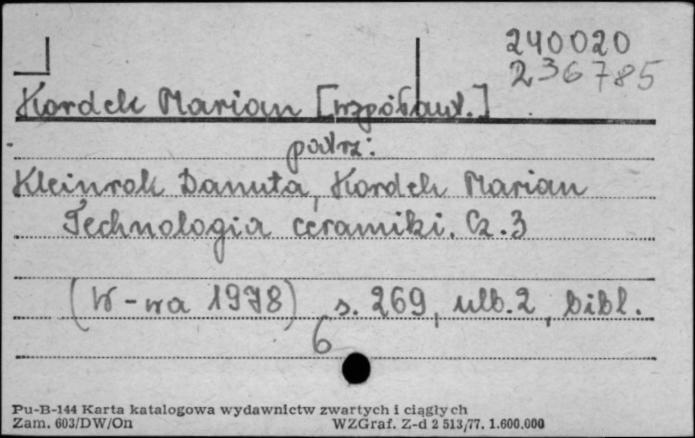 240020
236785
Kordek Marian [współaut.]
patrz:
Kleinrok Danuta, Kordek Marian
Technologia ceramiki. Cz. 3
(W-wa 1978) s. 269, nlb. 2, bibl.
6
Pu-B-144 Karta katalogowa wydawnictw zwartych i ciągłych
Zam. 603/DW/On WZGraf. Z-d 2 513/77. 1.600.000